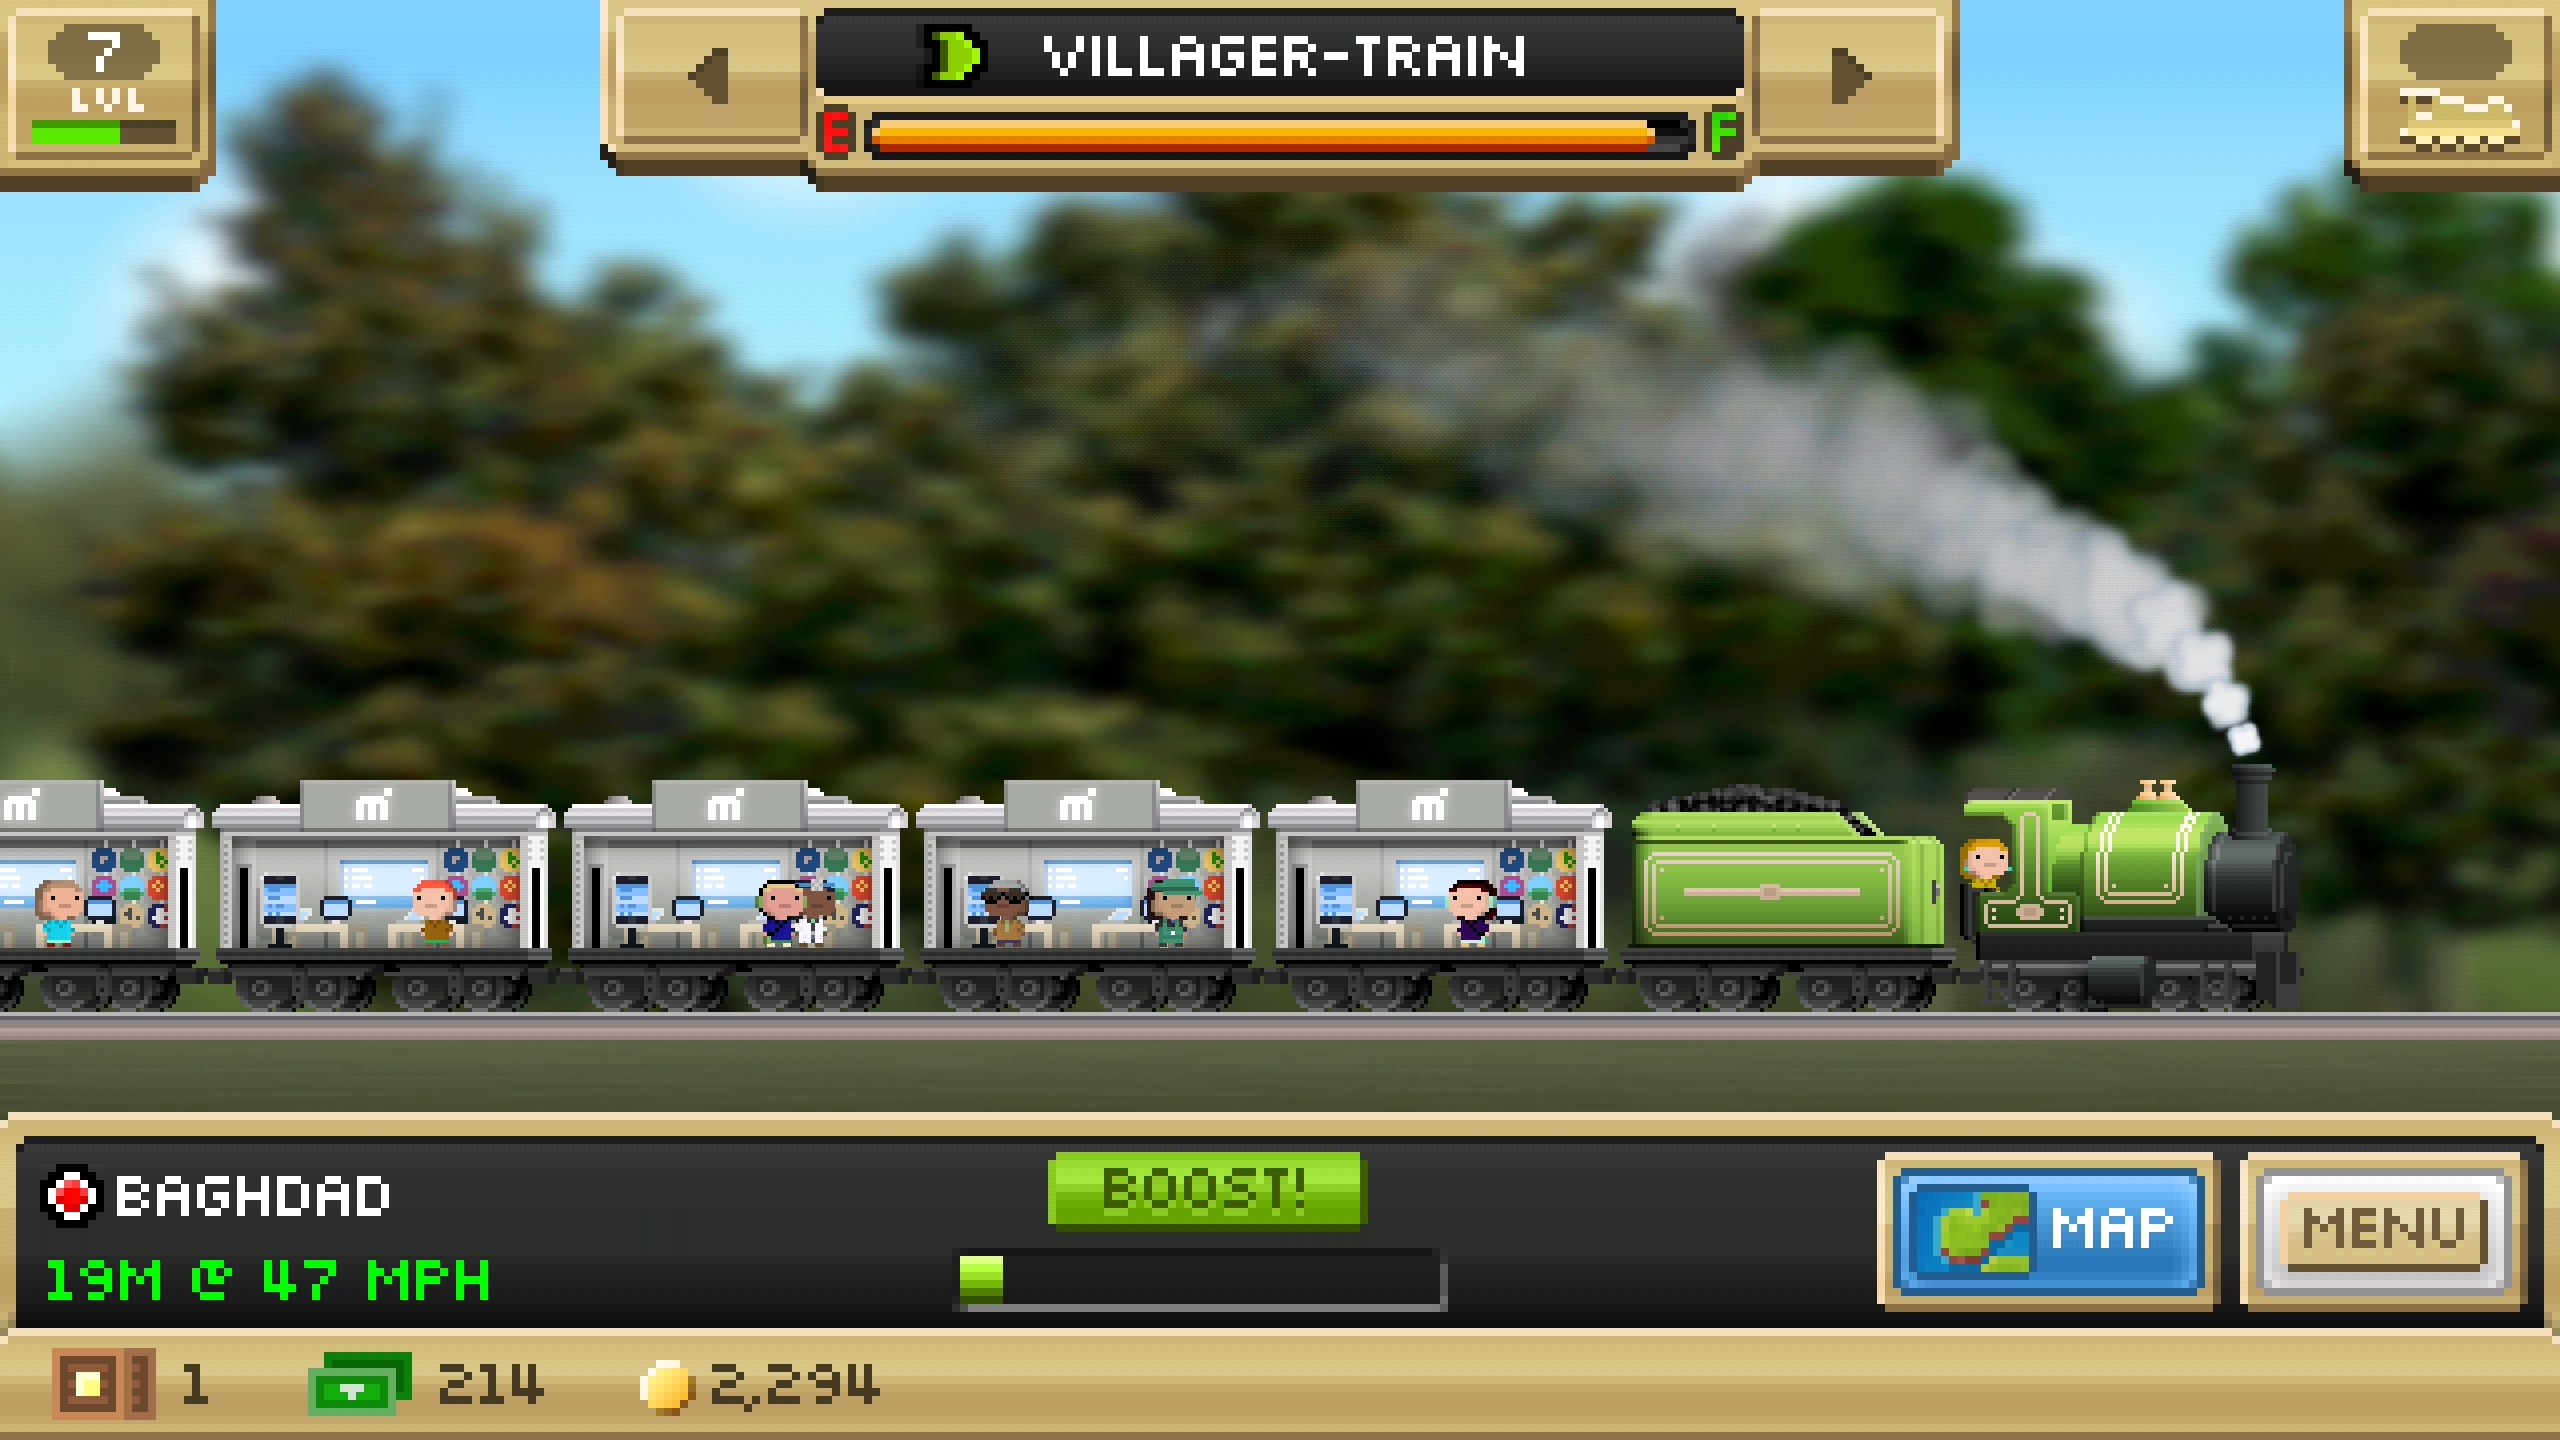 7
LVL
VILLAGER-TRAIN
E F
m
m
m
m
m
BAGHDAD
19M @ 47 MPH
BOOST!
MAP
MENU
1 214 2,294